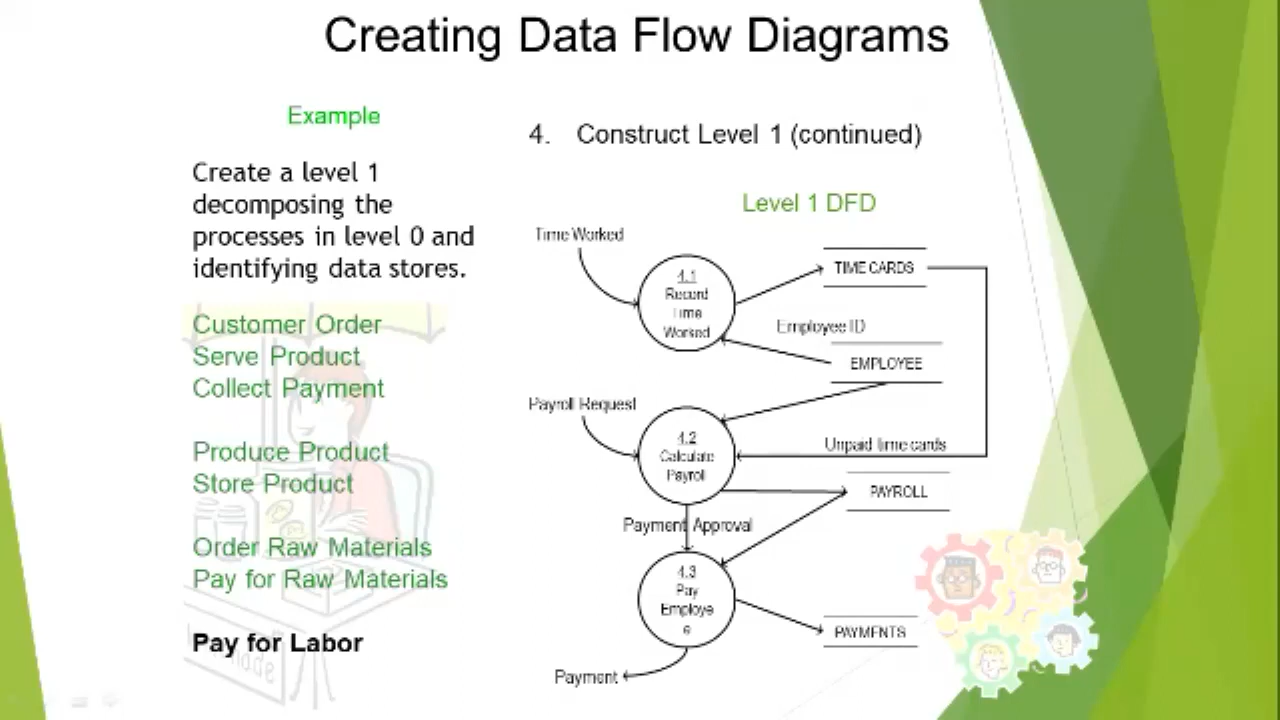 Creating Data Flow Diagrams
Example
Create a level 1
decomposing the
processes in level 0 and
identifying data stores.
Customer Order
Serve Product
Collect Payment
Produce Product
Store Product
Order Raw Materials
Pay for Raw Materials
Pay for Labor
4. Construct Level 1 (continued)
Level 1 DFD
Time Worked
4.1
Record
Time
Worked
TIME CARDS
Employee ID
EMPLOYEE
Payroll Request
4.2
Calculate
Payroll
Unpaid time cards
PAYROLL
Payment Approval
4.3
Pay
Employe
e
PAYMENTS
Payment